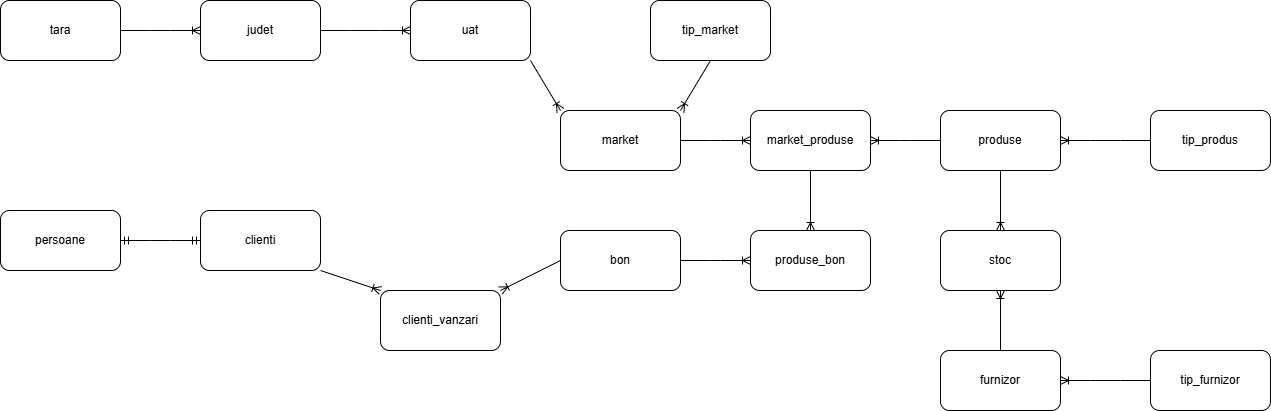 tara
judet
uat
tip_market
market
market_produse
produse
tip_produs
persoane
clienti
bon
produse_bon
stoc
clienti_vanzari
furnizor
tip_furnizor